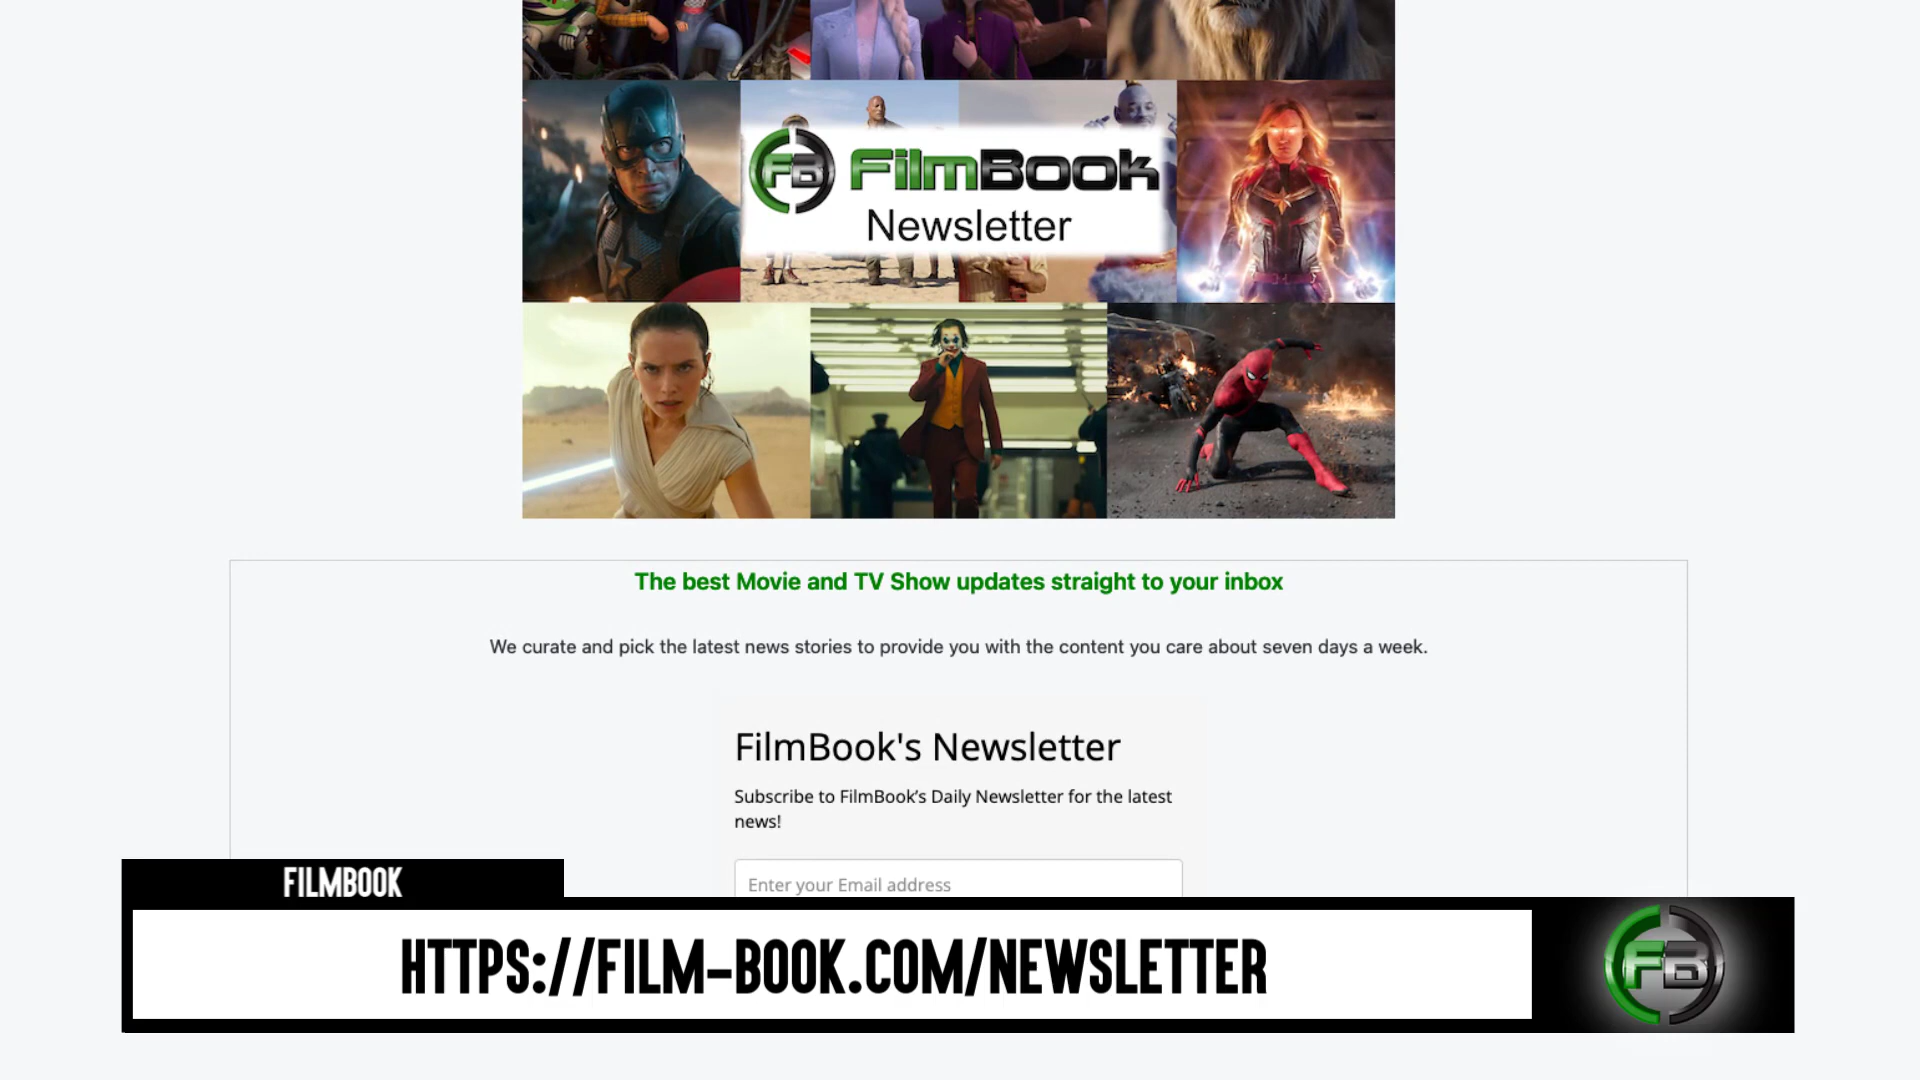 FB FilmBook
Newsletter
The best Movie and TV Show updates straight to your inbox
We curate and pick the latest news stories to provide you with the content you care about seven days a week.
FilmBook's Newsletter
Subscribe to FilmBook’s Daily Newsletter for the latest
news!
Enter your Email address
FILMBOOK
HTTPS://FILM-BOOK.COM/NEWSLETTER
FB